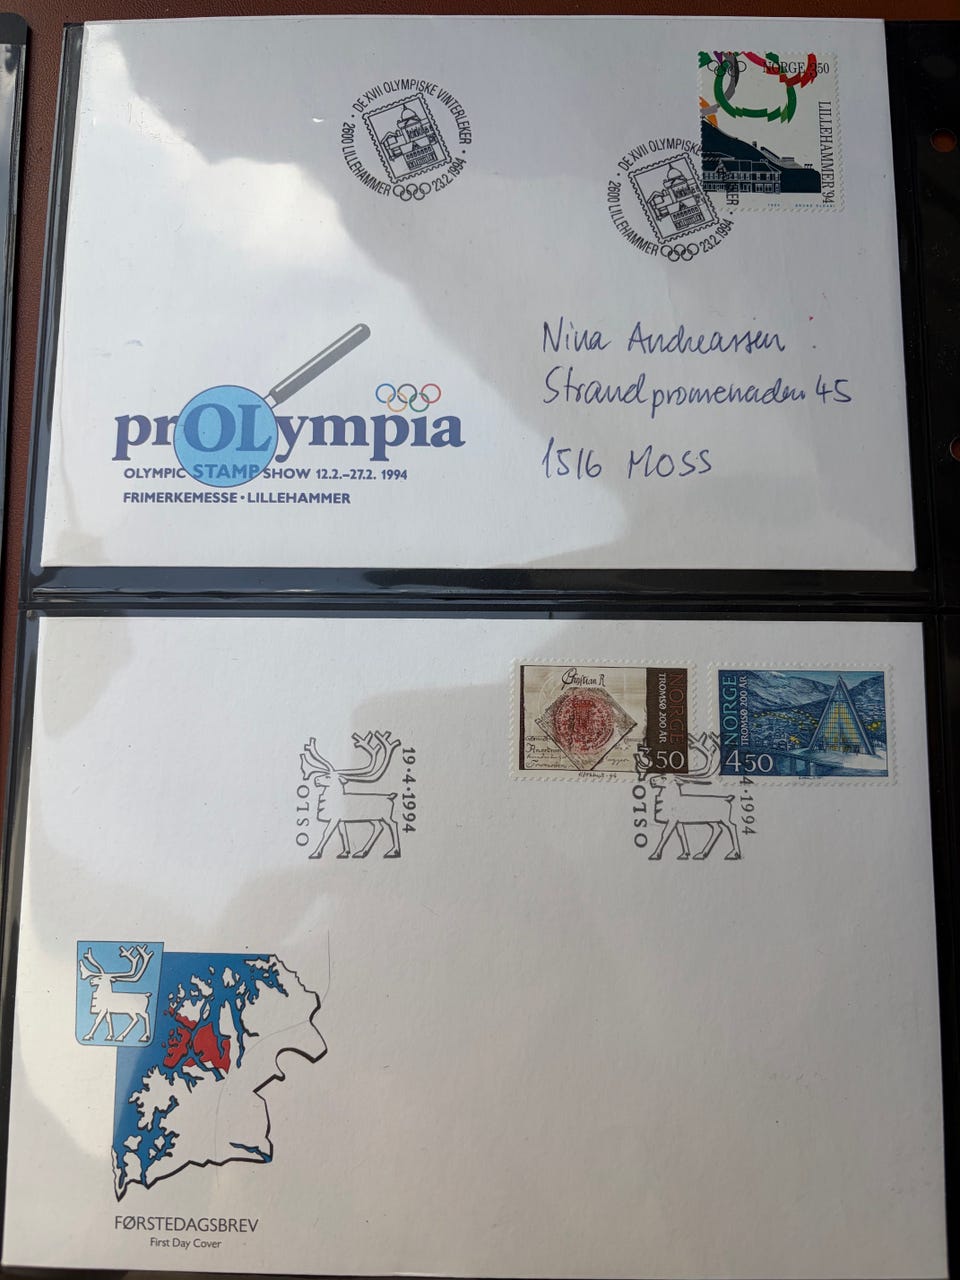 DE XVII OLYMPISKE VINTERLEKER
2600 LILLEHAMMER 23.2.1994
DE XVII OLYMPISKE
2600 LILLEHAMMER 23.2.1994
NORGE 350
LILLEHAMMER '94
Nina Andreassen
Strandpromenaden 45
1516 MOSS
prOLympia
OLYMPIC STAMP SHOW 12.2.–27.2. 1994
FRIMERKEMESSE • LILLEHAMMER
Christian R
NORGE
TROMSØ 200 ÅR
350
NORGE
TROMSØ 200 ÅR
450
OSLO
19·4·1994
OSLO
4·1994
FØRSTEDAGSBREV
First Day Cover